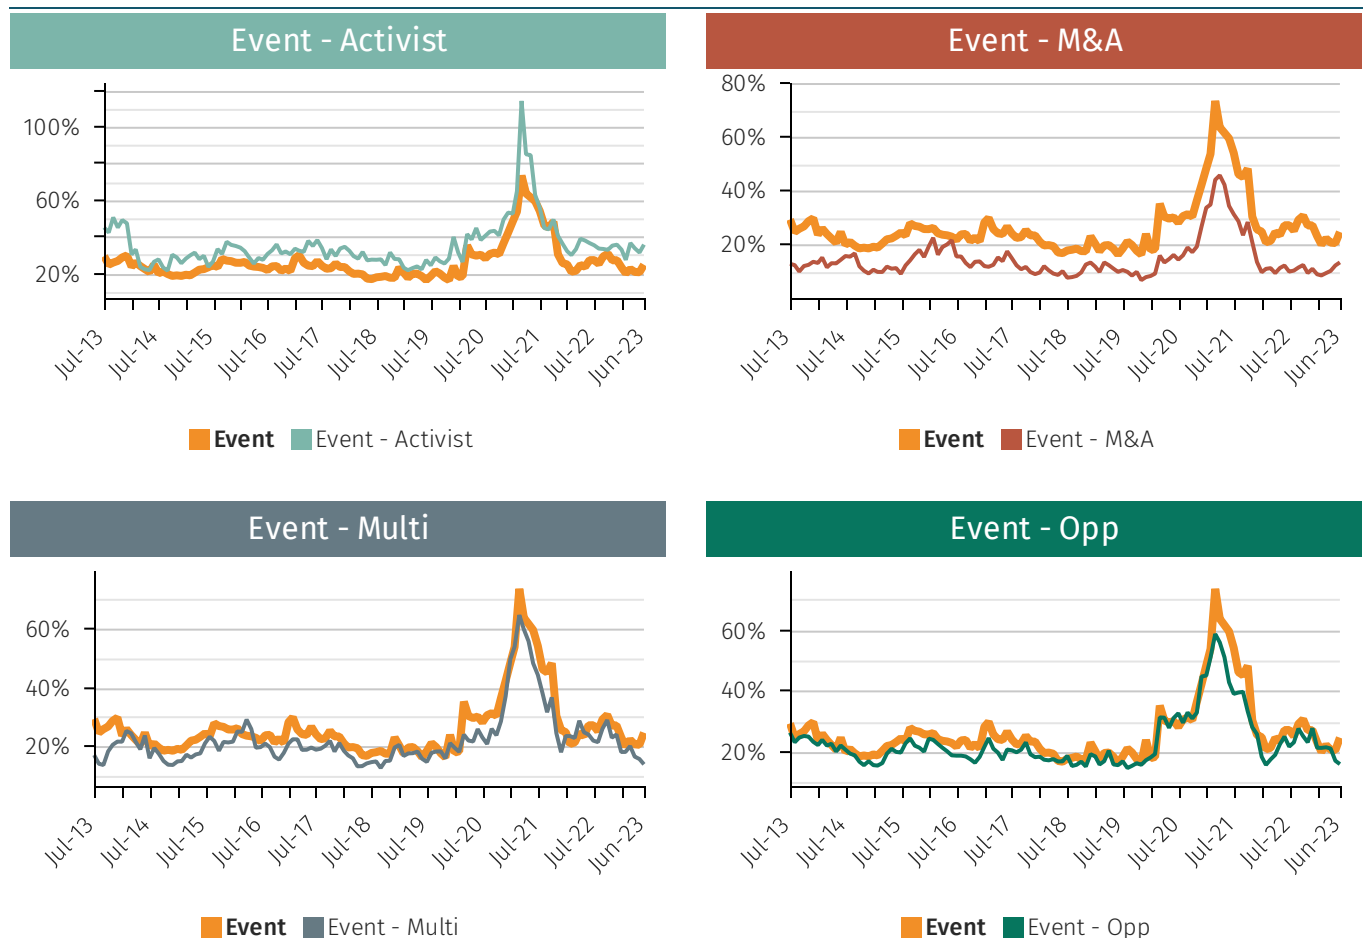 Event - Activist
100%
60%
20%
Jul-13
Jul-14
Jul-15
Jul-16
Jul-17
Jul-18
Jul-19
Jul-20
Jul-21
Jul-22
Jun-23
Event
Event - Activist
Event - M&A
80%
60%
40%
20%
Jul-13
Jul-14
Jul-15
Jul-16
Jul-17
Jul-18
Jul-19
Jul-20
Jul-21
Jul-22
Jun-23
Event
Event - M&A
Event - Multi
60%
40%
20%
Jul-13
Jul-14
Jul-15
Jul-16
Jul-17
Jul-18
Jul-19
Jul-20
Jul-21
Jul-22
Jun-23
Event
Event - Multi
Event - Opp
60%
40%
20%
Jul-13
Jul-14
Jul-15
Jul-16
Jul-17
Jul-18
Jul-19
Jul-20
Jul-21
Jul-22
Jun-23
Event
Event - Opp